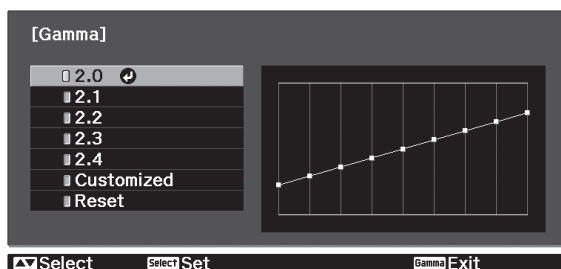 [Gamma]
2.0
2.1
2.2
2.3
2.4
Customized
Reset
Select Select Set Gamma Exit